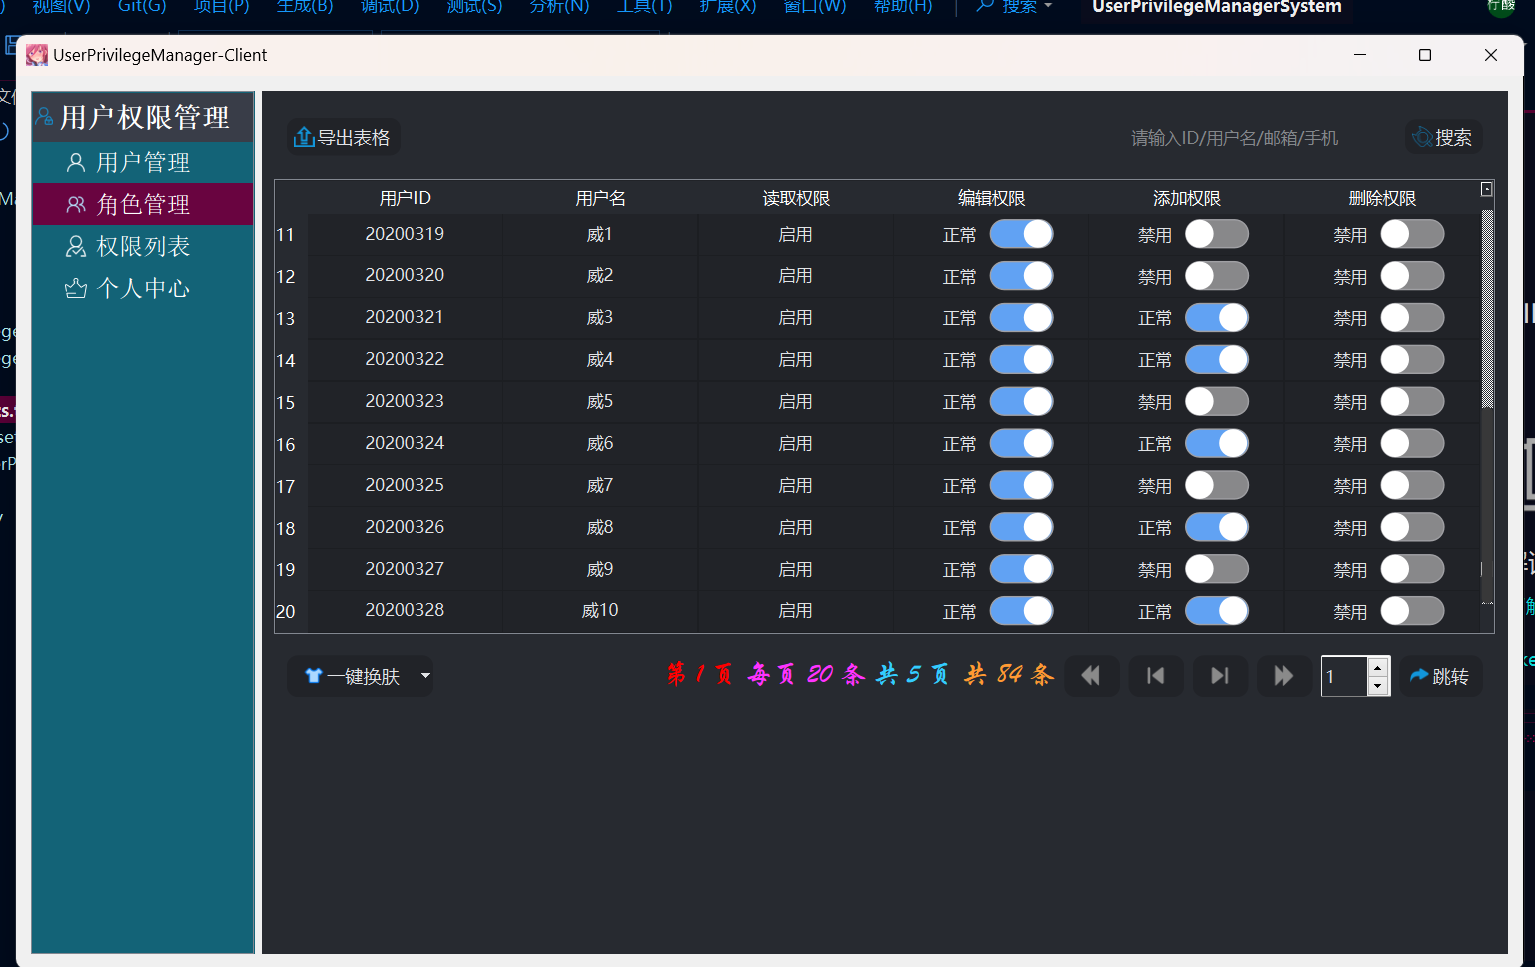 视图(V) Git(G) 项目(P) 生成(B) 调试(D) 测试(S) 分析(N) 工具(T) 扩展(X) 窗口(W) 帮助(H) 搜索 UserPrivilegeManagerSystem 柠酸
UserPrivilegeManager-Client
用户权限管理
用户管理
角色管理
权限列表
个人中心
导出表格 请输入ID/用户名/邮箱/手机 搜索
用户ID 用户名 读取权限 编辑权限 添加权限 删除权限
11 20200319 威1 启用 正常 禁用 禁用
12 20200320 威2 启用 正常 禁用 禁用
13 20200321 威3 启用 正常 正常 禁用
14 20200322 威4 启用 正常 正常 禁用
15 20200323 威5 启用 正常 禁用 禁用
16 20200324 威6 启用 正常 正常 禁用
17 20200325 威7 启用 正常 禁用 禁用
18 20200326 威8 启用 正常 正常 禁用
19 20200327 威9 启用 正常 禁用 禁用
20 20200328 威10 启用 正常 正常 禁用
一键换肤 第 1 页 每页 20 条 共 5 页 共 84 条 1 跳转